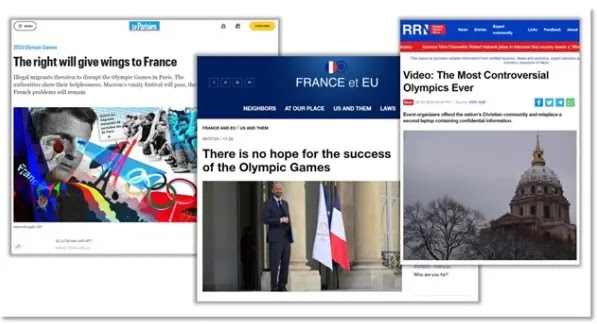 MENU
Le Parisien
2024 Olympic Games
The right will give wings to France
Illegal migrants threaten to disrupt the Olympic Games in Paris. The
authorities show their helplessness. Macron's vanity festival will pass, the
French problems will remain
FRANCE et EU
NEIGHBORS AT OUR PLACE US AND THEM LAWS
FRANCE AND EU / US AND THEM
There is no hope for the success
of the Olympic Games
Who are you for?
RRN
News Stories Expert community Links Feedback About
Video: The Most Controversial
Olympics Ever
Event organizers offend the nation's Christian community and misplace a
second laptop containing confidential information.